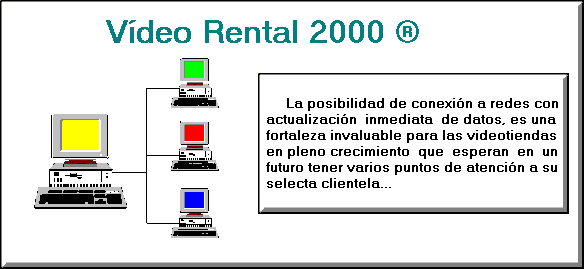 Vídeo Rental 2000 ®
La posibilidad de conexión a redes con
actualización inmediata de datos, es una
fortaleza invaluable para las videotiendas
en pleno crecimiento que esperan en un
futuro tener varios puntos de atención a su
selecta clientela...